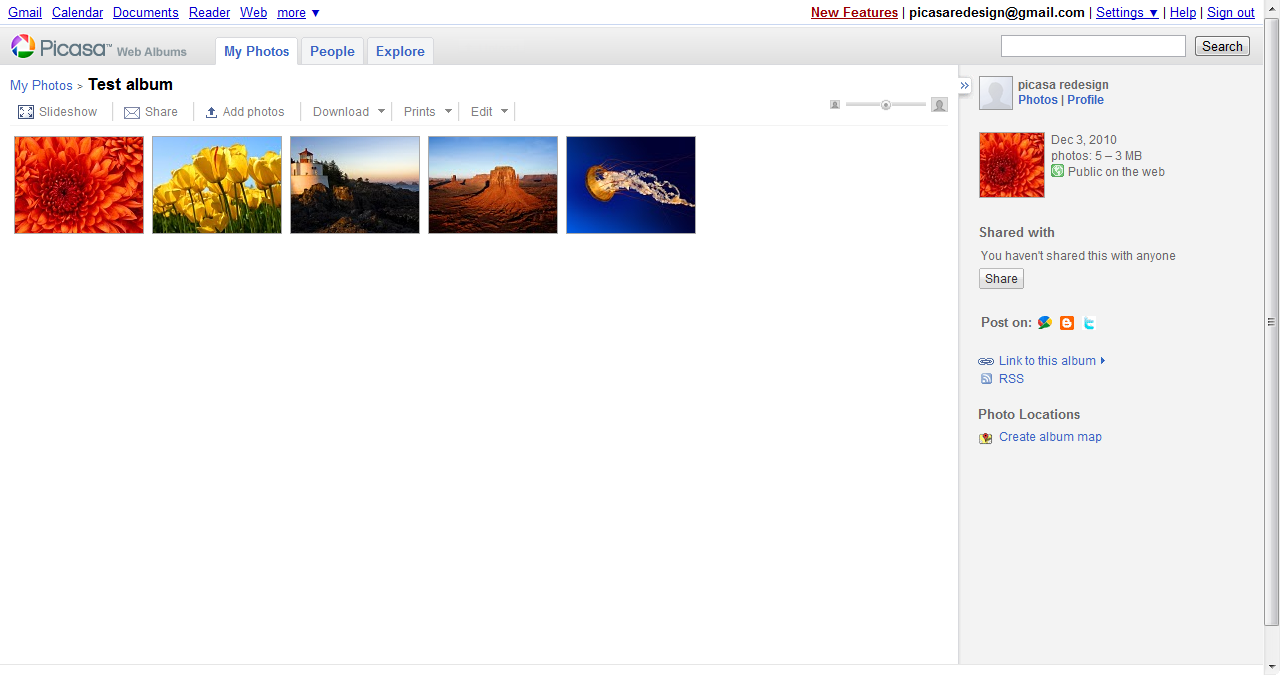 Gmail Calendar Documents Reader Web more ▼
New Features | picasaredesign@gmail.com | Settings ▼ | Help | Sign out
Picasa™ Web Albums
My Photos People Explore
Search
My Photos > Test album
Slideshow Share Add photos Download Prints Edit
»
picasa redesign
Photos | Profile
Dec 3, 2010
photos: 5 – 3 MB
Public on the web
Shared with
You haven't shared this with anyone
Share
Post on:
Link to this album
RSS
Photo Locations
Create album map